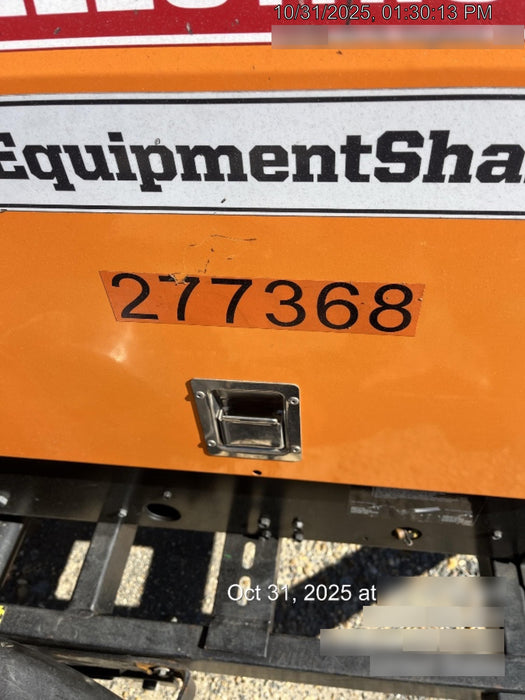 10/31/2025, 01:30:13 PM
EquipmentSha
277368
Oct 31, 2025 at